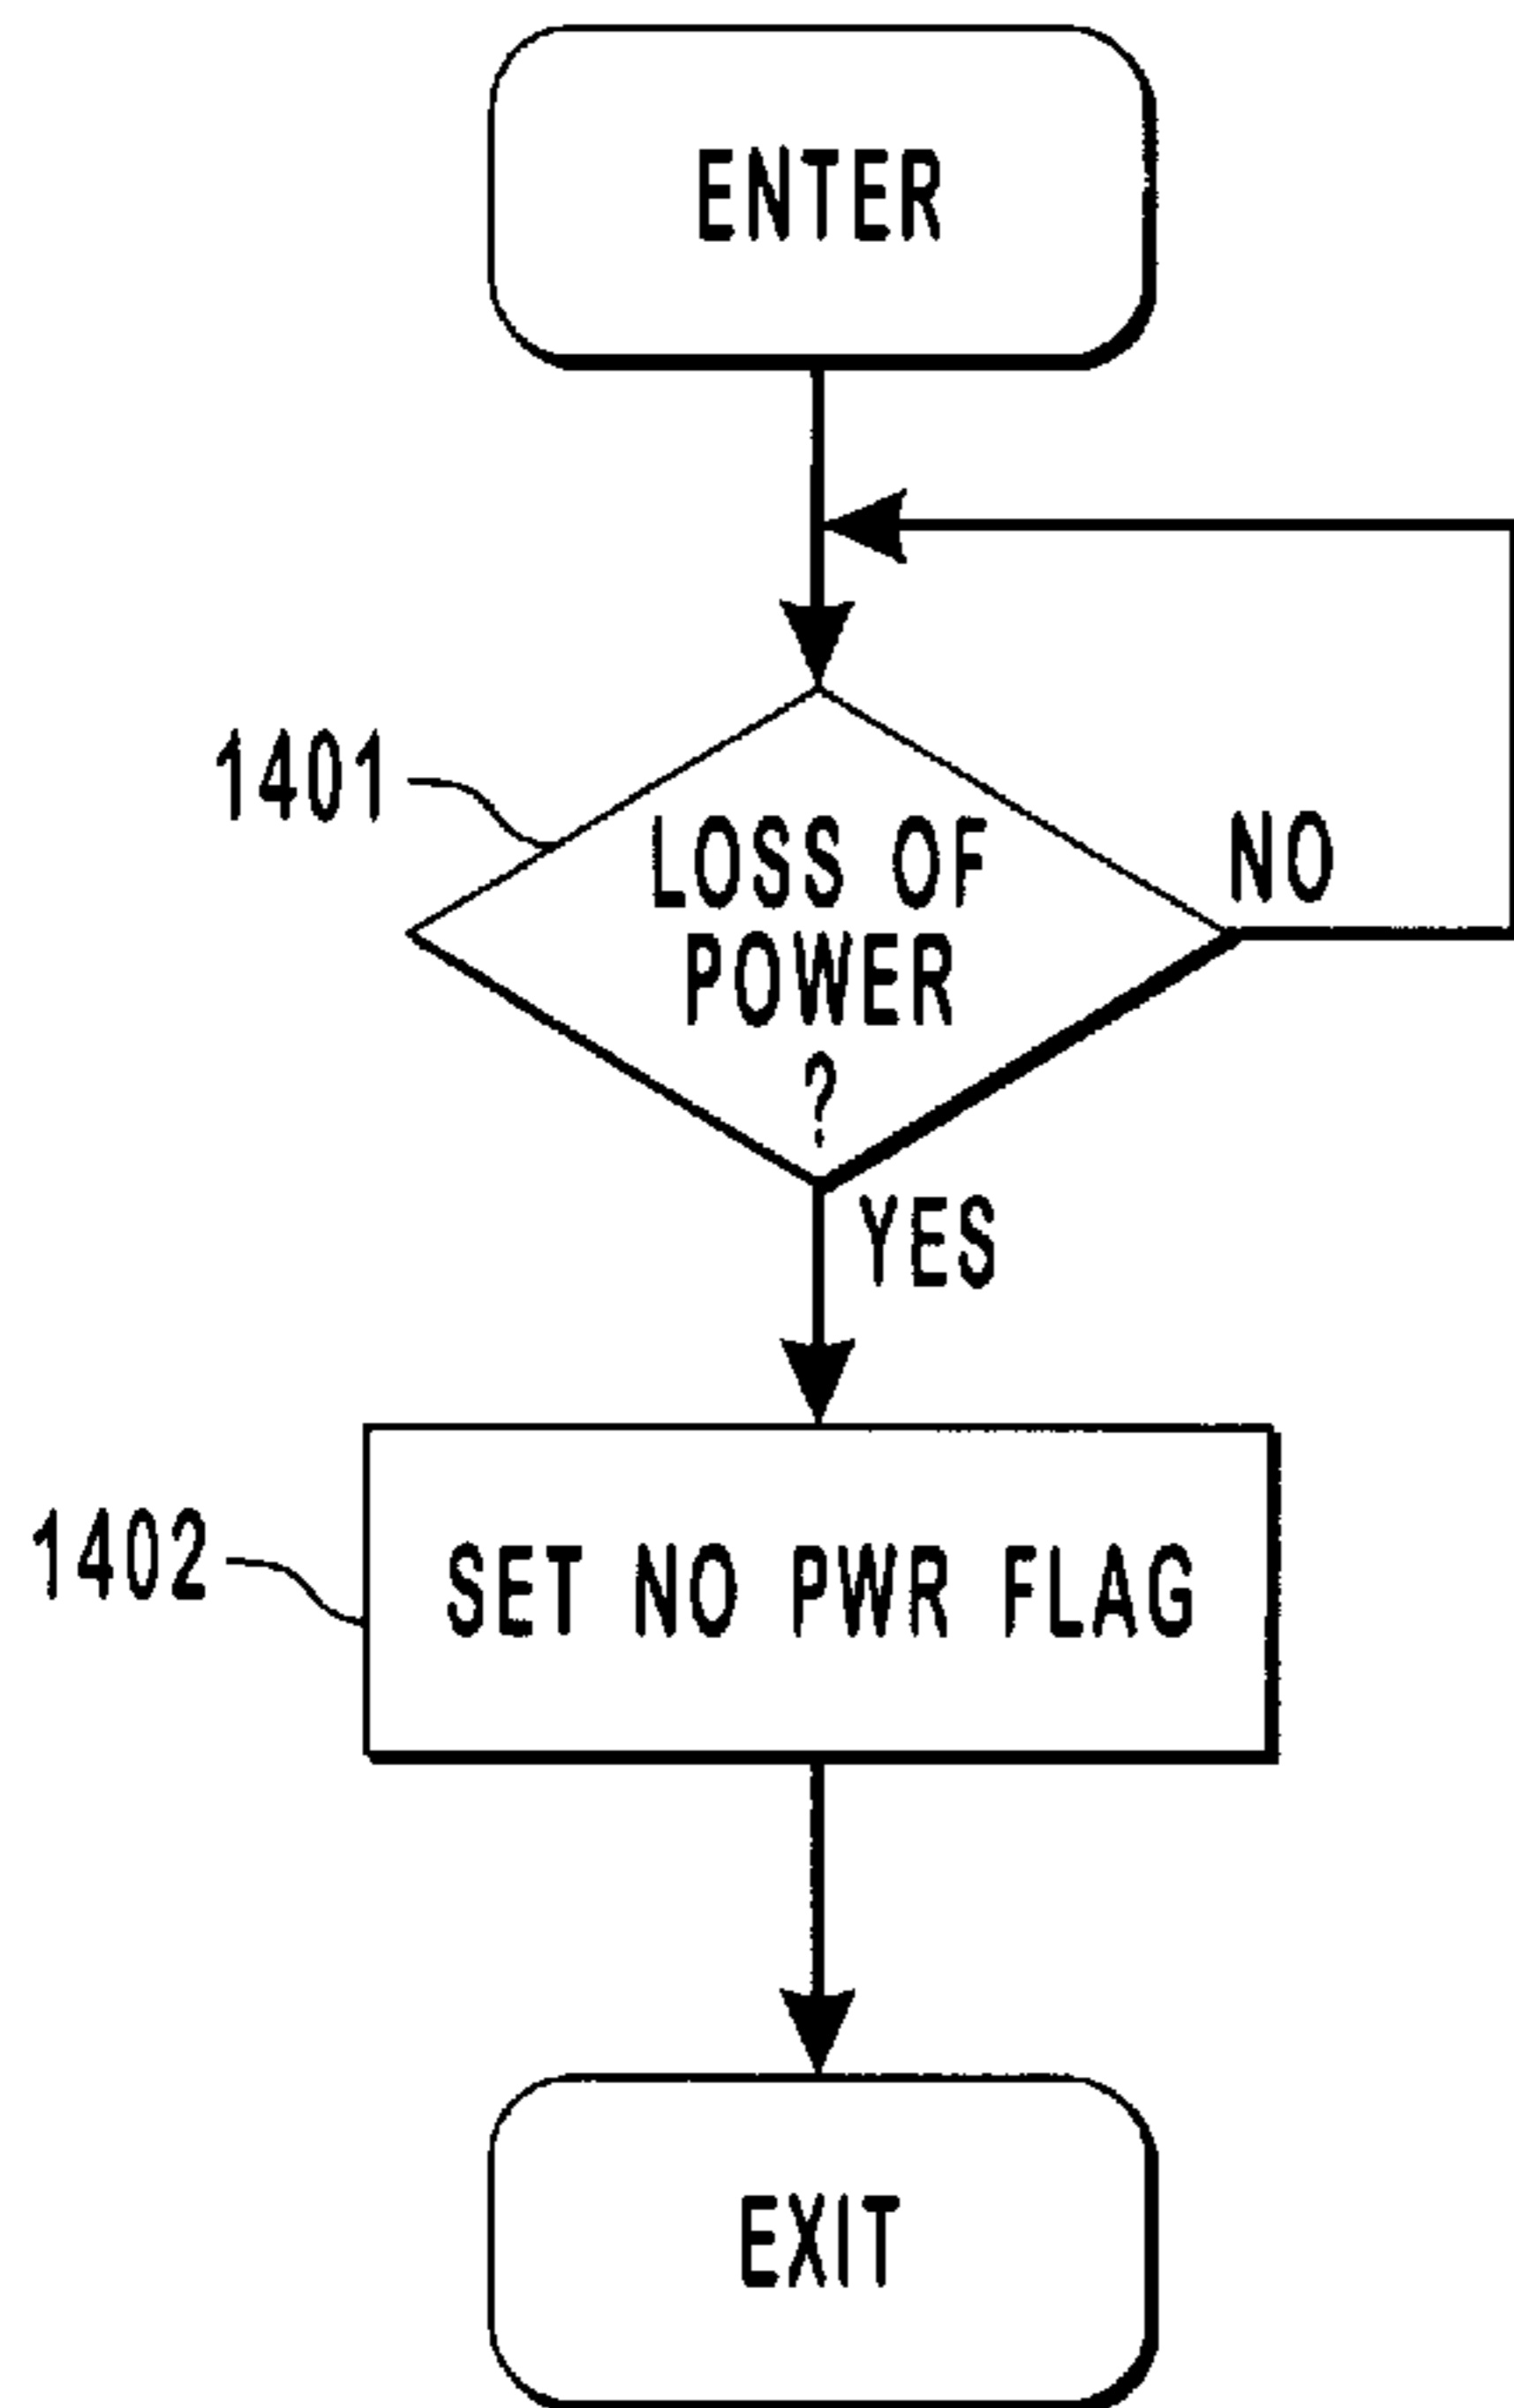 ENTER
1401
LOSS OF
POWER
?
NO
YES
1402
SET NO PWR FLAG
EXIT